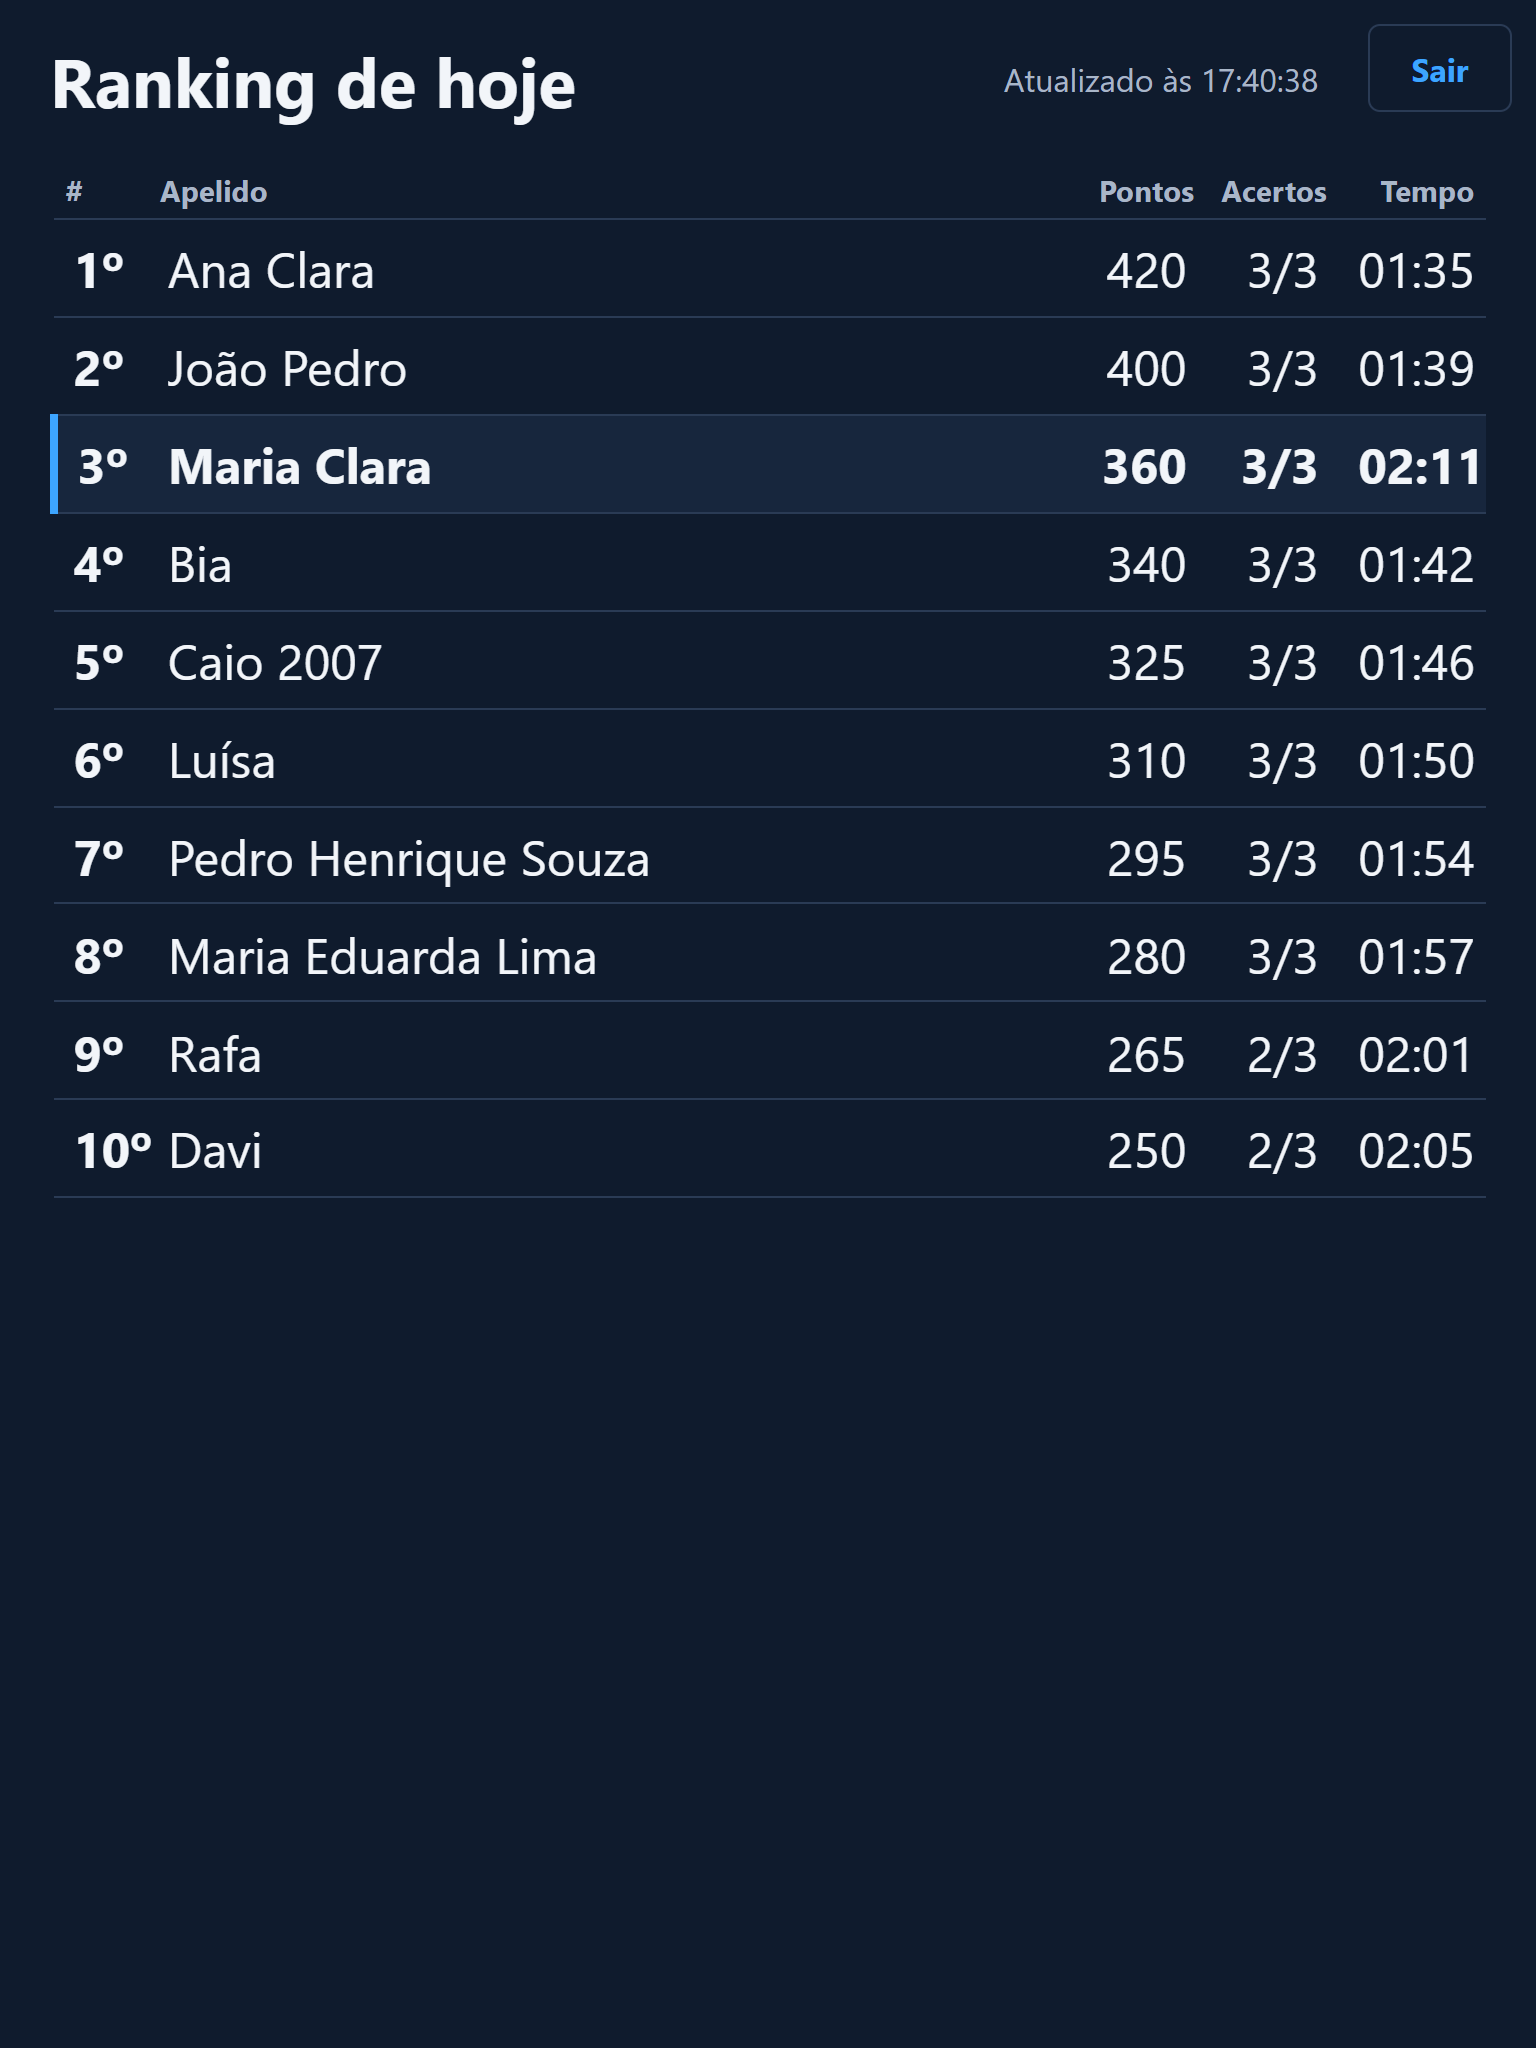 Ranking de hoje
Atualizado às 17:40:38
Sair
# Apelido Pontos Acertos Tempo
1º Ana Clara 420 3/3 01:35
2º João Pedro 400 3/3 01:39
3º Maria Clara 360 3/3 02:11
4º Bia 340 3/3 01:42
5º Caio 2007 325 3/3 01:46
6º Luísa 310 3/3 01:50
7º Pedro Henrique Souza 295 3/3 01:54
8º Maria Eduarda Lima 280 3/3 01:57
9º Rafa 265 2/3 02:01
10º Davi 250 2/3 02:05